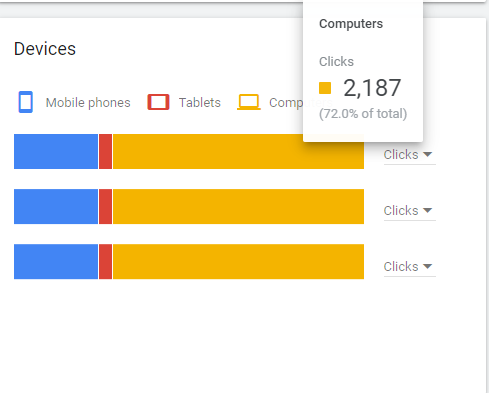 Computers
Clicks
2,187
(72.0% of total)
Devices
Mobile phones
Tablets
Comp
Clicks
Clicks
Clicks